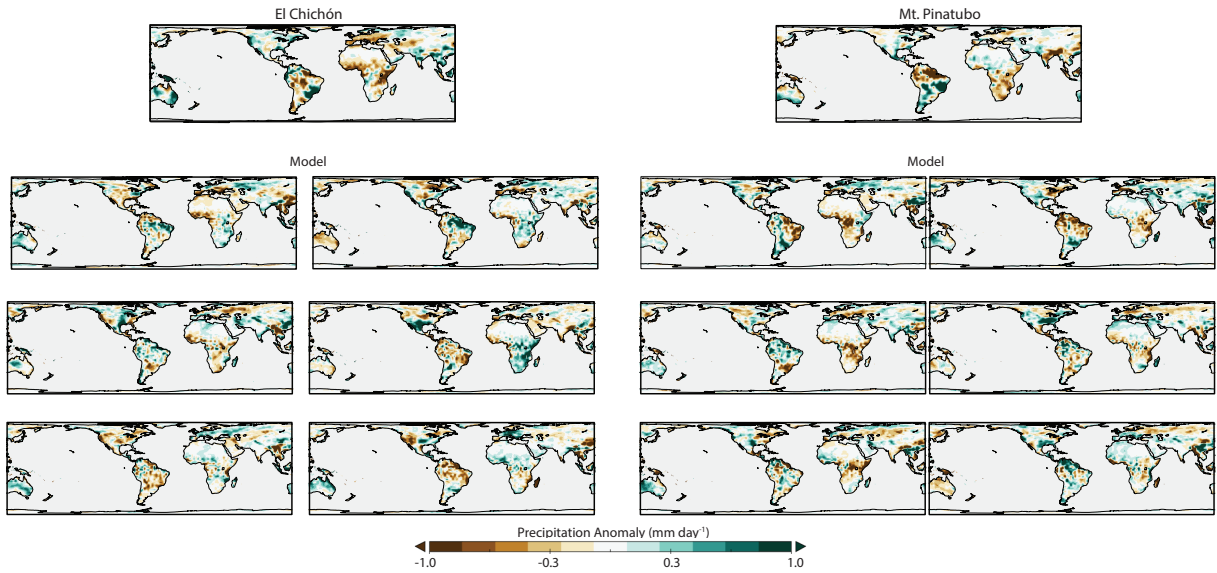 El Chichón
Mt. Pinatubo
Model
Model
Precipitation Anomaly (mm day⁻¹)
-1.0
-0.3
0.3
1.0